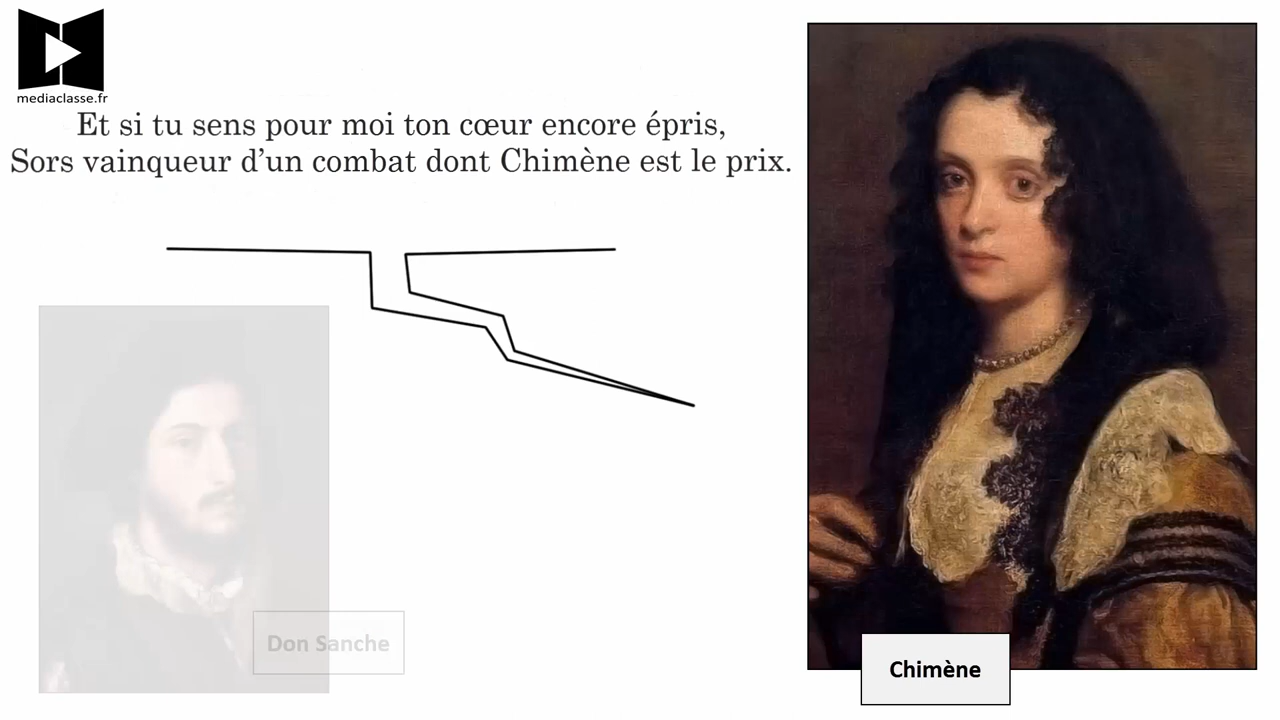 mediaclasse.fr
Et si tu sens pour moi ton cœur encore épris,
Sors vainqueur d’un combat dont Chimène est le prix.
Don Sanche
Chimène